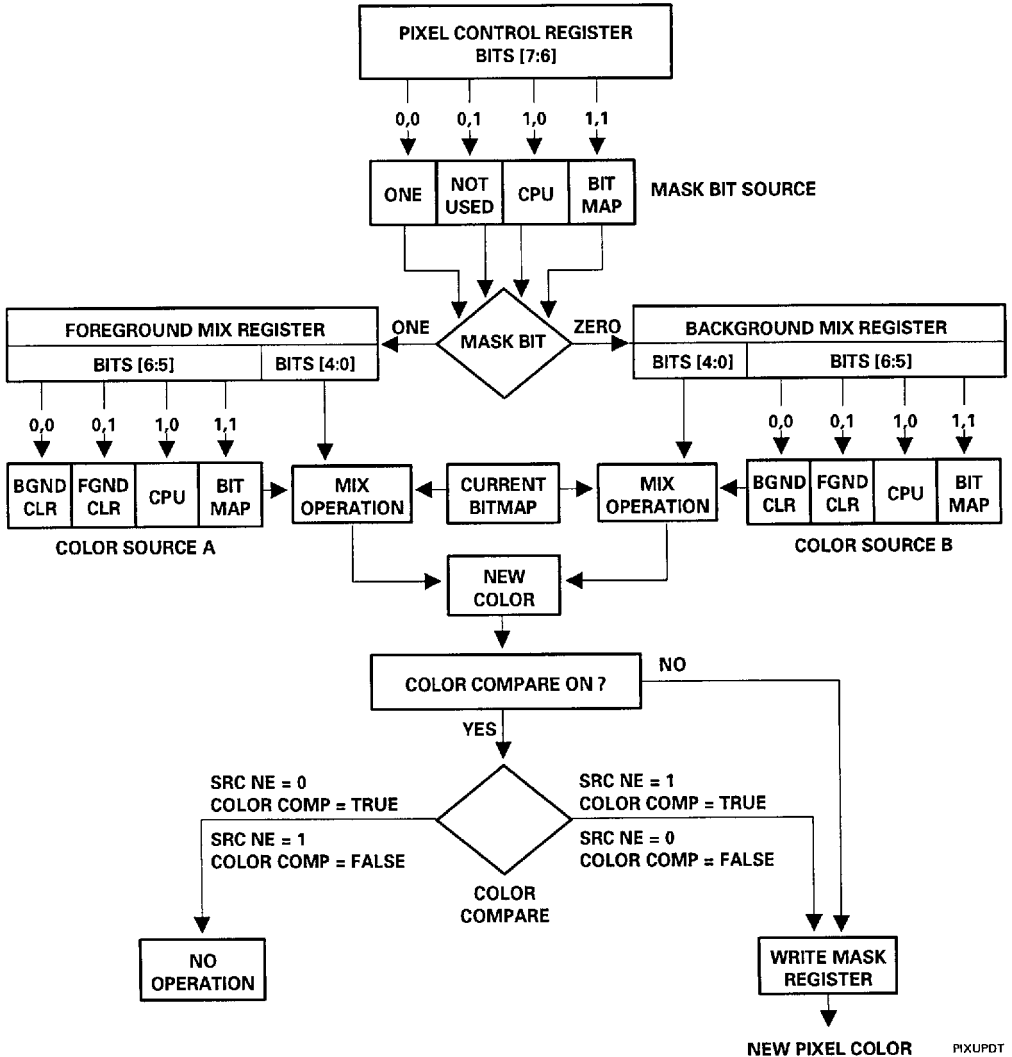 PIXEL CONTROL REGISTER
BITS [7:6]
0,0 0,1 1,0 1,1
ONE
NOT
USED
CPU
BIT
MAP
MASK BIT SOURCE
FOREGROUND MIX REGISTER
BITS [6:5] BITS [4:0]
ONE
MASK BIT
ZERO
BACKGROUND MIX REGISTER
BITS [4:0] BITS [6:5]
0,0 0,1 1,0 1,1
0,0 0,1 1,0 1,1
BGND
CLR
FGND
CLR
CPU
BIT
MAP
COLOR SOURCE A
MIX
OPERATION
CURRENT
BITMAP
MIX
OPERATION
BGND
CLR
FGND
CLR
CPU
BIT
MAP
COLOR SOURCE B
NEW
COLOR
COLOR COMPARE ON ?
NO
YES
SRC NE = 0
COLOR COMP = TRUE
SRC NE = 1
COLOR COMP = FALSE
SRC NE = 1
COLOR COMP = TRUE
SRC NE = 0
COLOR COMP = FALSE
COLOR
COMPARE
NO
OPERATION
WRITE MASK
REGISTER
NEW PIXEL COLOR
PIXUPDT